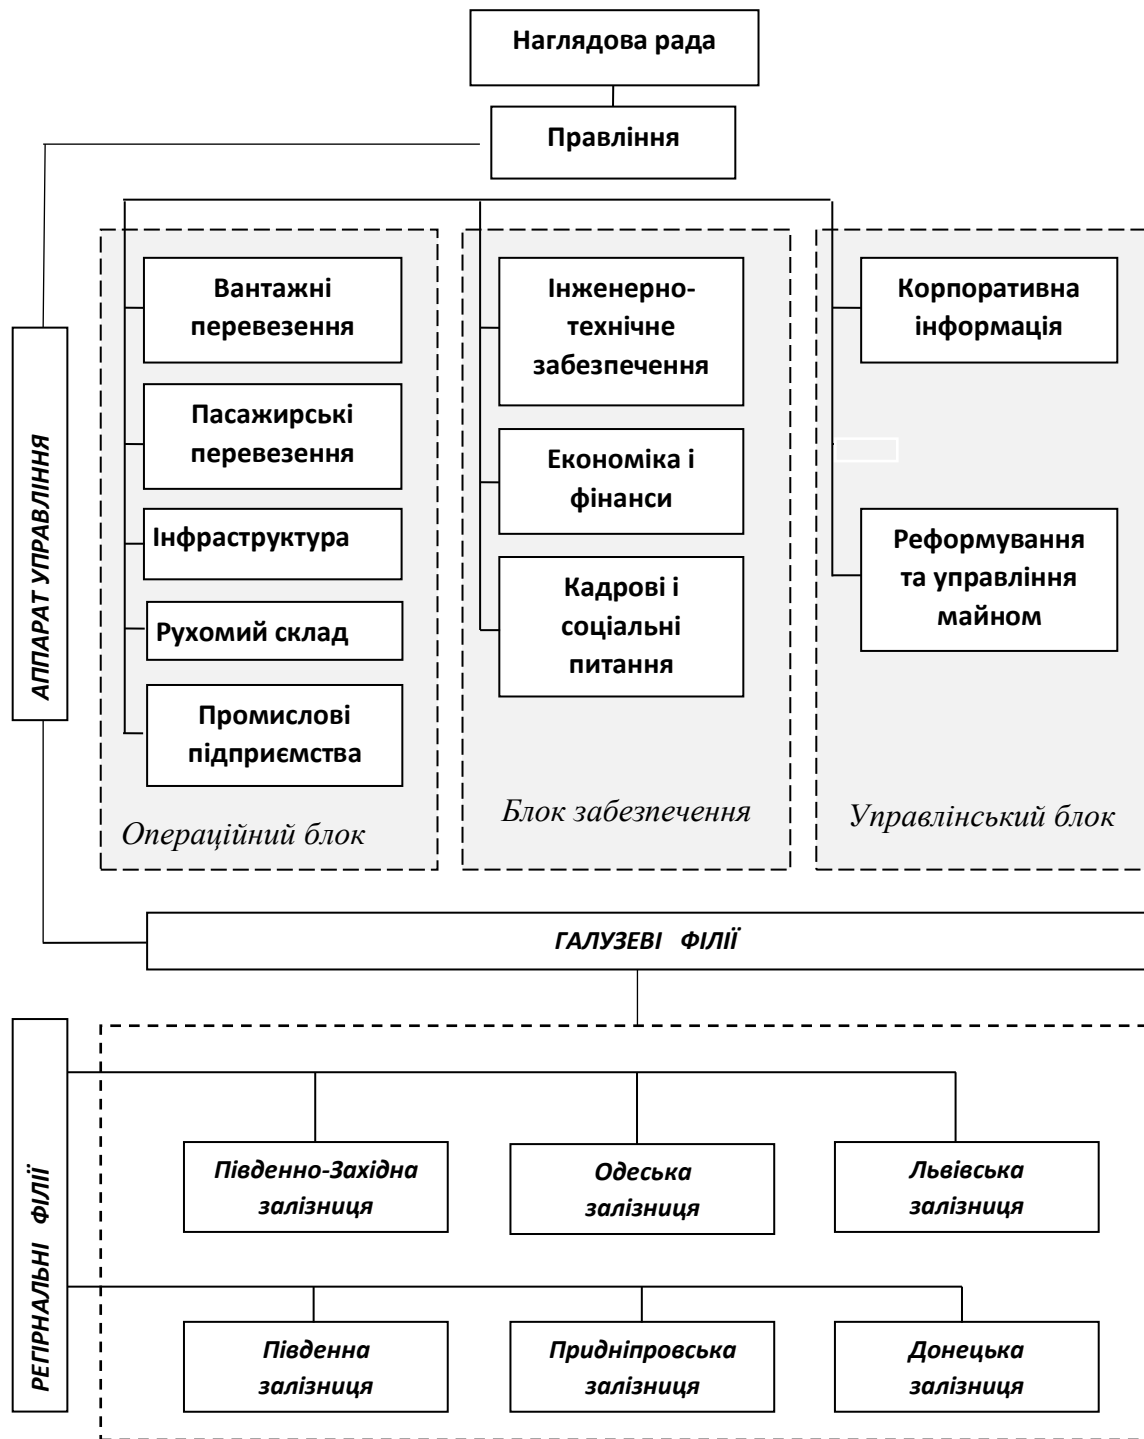 Наглядова рада
Правління
АППАРАТ УПРАВЛІННЯ
Вантажні
перевезення
Пасажирські
перевезення
Інфраструктура
Рухомий склад
Промислові
підприємства
Операційний блок
Інженерно-
технічне
забезпечення
Економіка і
фінанси
Кадрові і
соціальні
питання
Блок забезпечення
Корпоративна
інформація
Реформування
та управління
майном
Управлінський блок
ГАЛУЗЕВІ ФІЛІЇ
РЕГІРНАЛЬНІ ФІЛІЇ
Південно-Західна
залізниця
Одеська
залізниця
Львівська
залізниця
Південна
залізниця
Придніпровська
залізниця
Донецька
залізниця